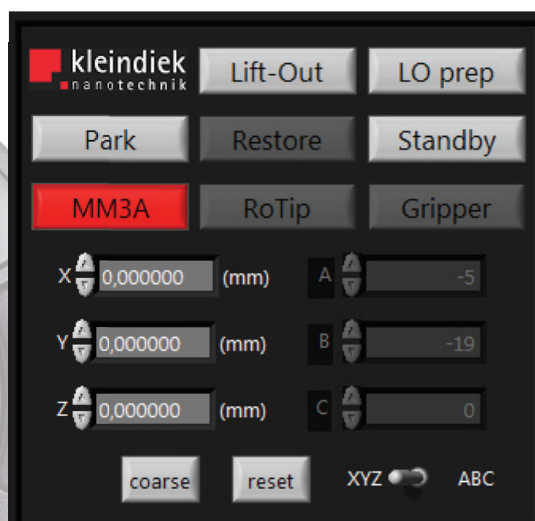 kleindiek
nanotechnik
Lift-Out
LO prep
Park
Restore
Standby
MM3A
RoTip
Gripper
X 0,000000 (mm) A -5
Y 0,000000 (mm) B -19
Z 0,000000 (mm) C 0
coarse reset XYZ ABC